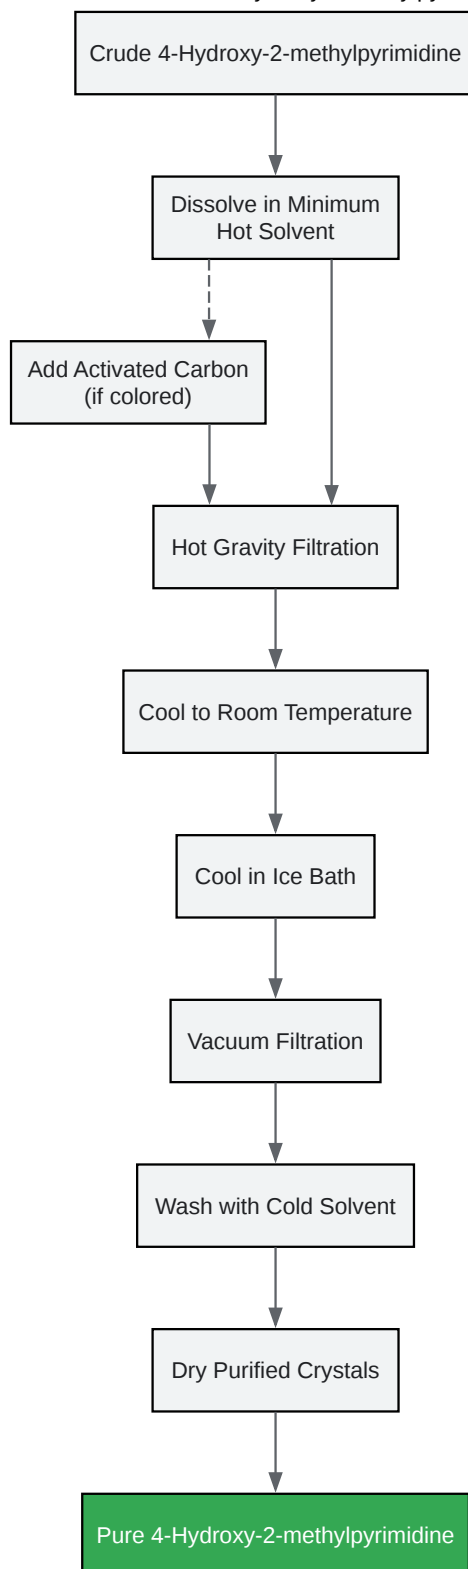 Crude 4-Hydroxy-2-methylpyrimidine
Dissolve in Minimum
Hot Solvent
Add Activated Carbon
(if colored)
Hot Gravity Filtration
Cool to Room Temperature
Cool in Ice Bath
Vacuum Filtration
Wash with Cold Solvent
Dry Purified Crystals
Pure 4-Hydroxy-2-methylpyrimidine